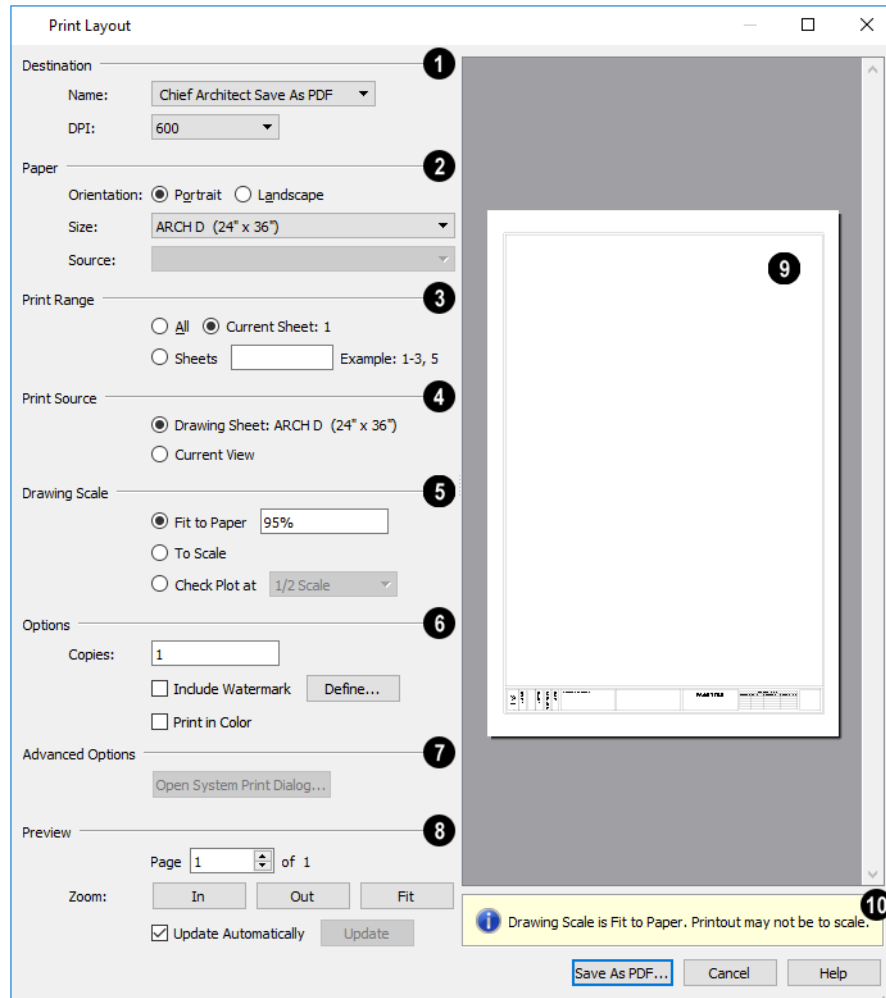 Print Layout
Destination 1
Name: Chief Architect Save As PDF
DPI: 600
Paper 2
Orientation: Portrait Landscape
Size: ARCH D (24" x 36")
Source:
Print Range 3
All Current Sheet: 1
Sheets Example: 1-3, 5
Print Source 4
Drawing Sheet: ARCH D (24" x 36")
Current View
Drawing Scale 5
Fit to Paper 95%
To Scale
Check Plot at 1/2 Scale
Options 6
Copies: 1
Include Watermark Define...
Print in Color
Advanced Options 7
Open System Print Dialog...
Preview 8
Page 1 of 1
Zoom: In Out Fit
Update Automatically Update
9
10
Drawing Scale is Fit to Paper. Printout may not be to scale.
Save As PDF... Cancel Help